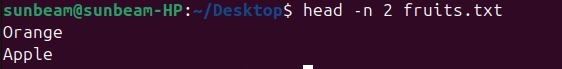 sunbeam@sunbeam-HP:~/Desktop$ head -n 2 fruits.txt
Orange
Apple